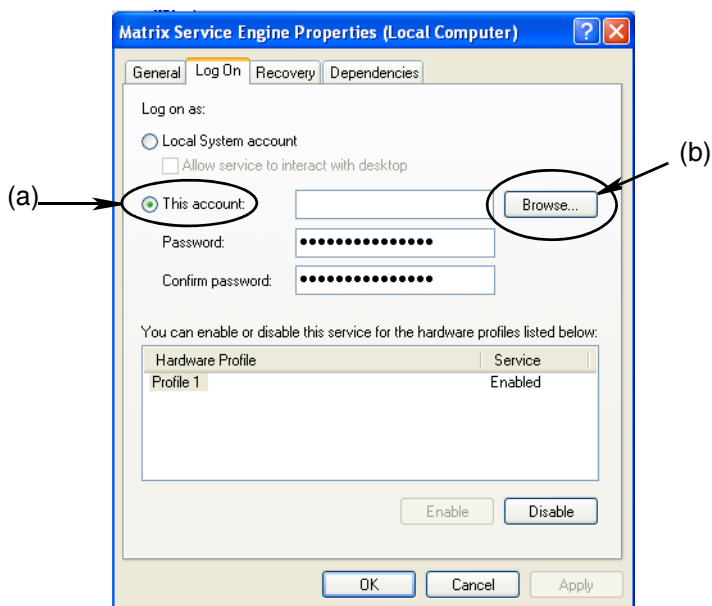 Matrix Service Engine Properties (Local Computer)
General Log On Recovery Dependencies
Log on as:
Local System account
Allow service to interact with desktop
(b)
(a) This account: Browse...
Password: ●●●●●●●●●●●●●●●
Confirm password: ●●●●●●●●●●●●●●●
You can enable or disable this service for the hardware profiles listed below:
Hardware Profile Service
Profile 1 Enabled
Enable Disable
OK Cancel Apply